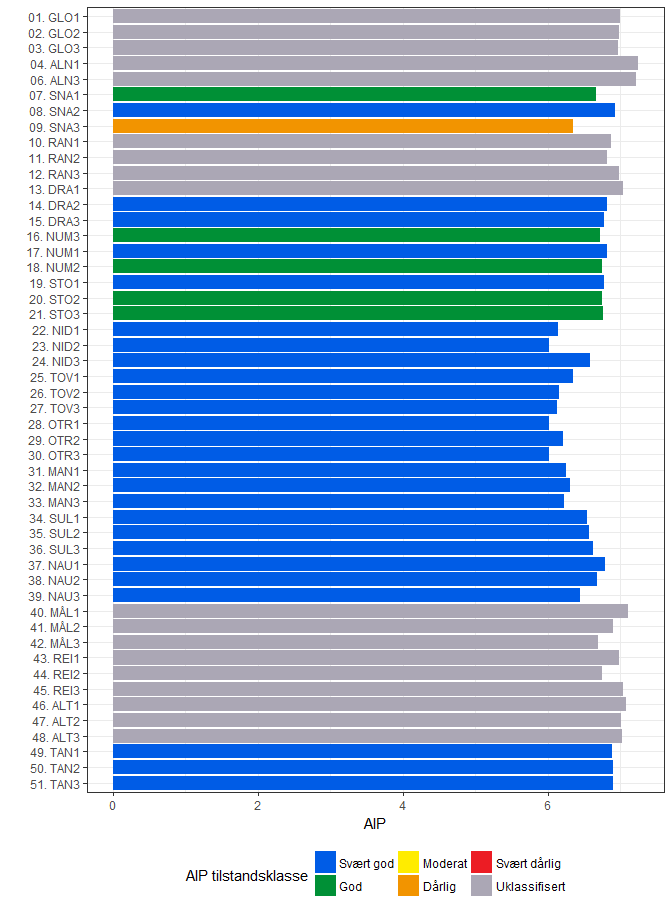 01. GLO1
02. GLO2
03. GLO3
04. ALN1
06. ALN3
07. SNA1
08. SNA2
09. SNA3
10. RAN1
11. RAN2
12. RAN3
13. DRA1
14. DRA2
15. DRA3
16. NUM3
17. NUM1
18. NUM2
19. STO1
20. STO2
21. STO3
22. NID1
23. NID2
24. NID3
25. TOV1
26. TOV2
27. TOV3
28. OTR1
29. OTR2
30. OTR3
31. MAN1
32. MAN2
33. MAN3
34. SUL1
35. SUL2
36. SUL3
37. NAU1
38. NAU2
39. NAU3
40. MÅL1
41. MÅL2
42. MÅL3
43. REI1
44. REI2
45. REI3
46. ALT1
47. ALT2
48. ALT3
49. TAN1
50. TAN2
51. TAN3
0 2 4 6
AIP
AIP tilstandsklasse
Svært god Moderat Svært dårlig
God Dårlig Uklassifisert